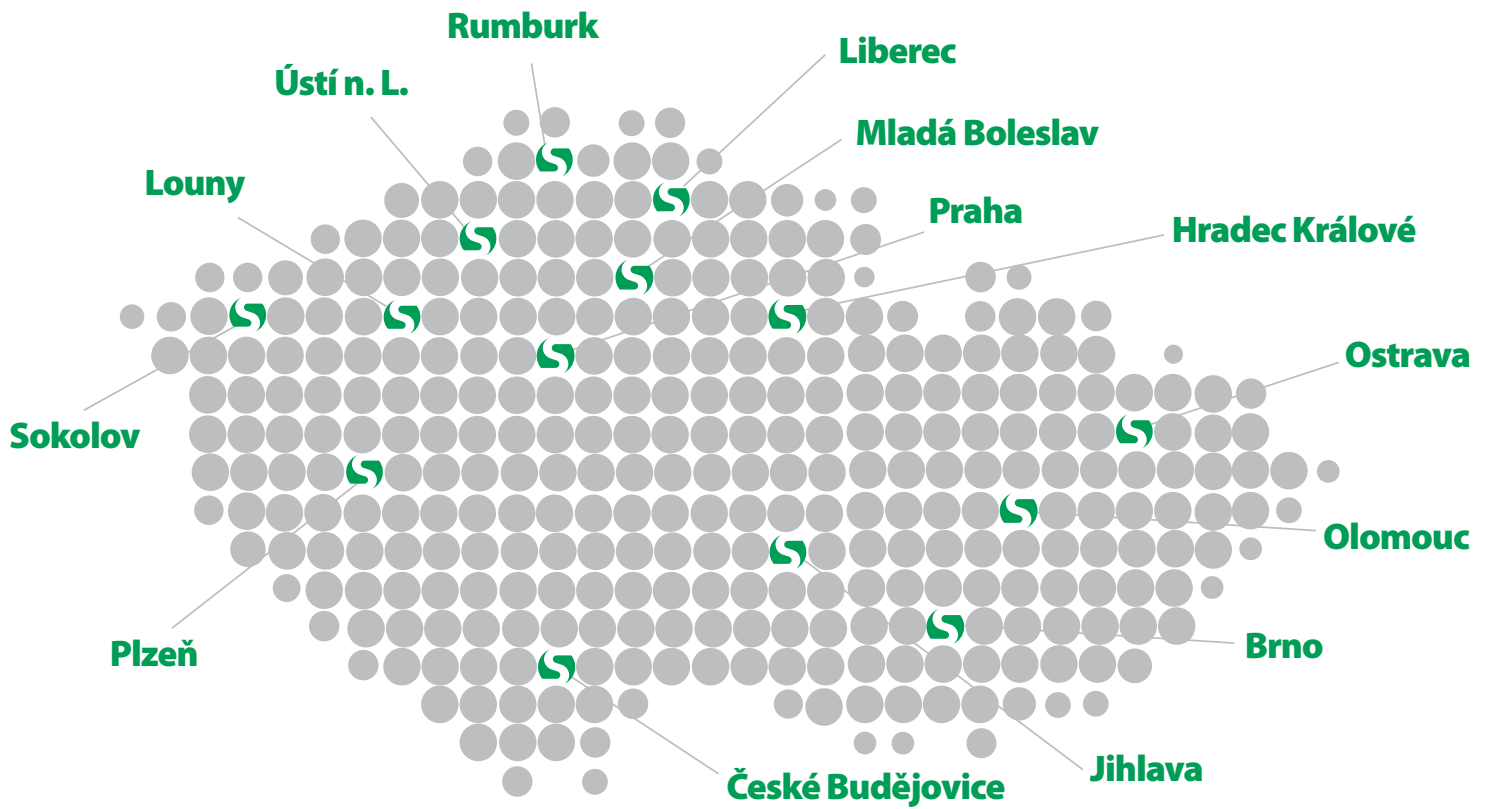 Rumburk
Liberec
Ústí n. L.
Mladá Boleslav
Louny
Praha
Hradec Králové
Ostrava
Sokolov
Olomouc
Plzeň
Brno
Jihlava
České Budějovice